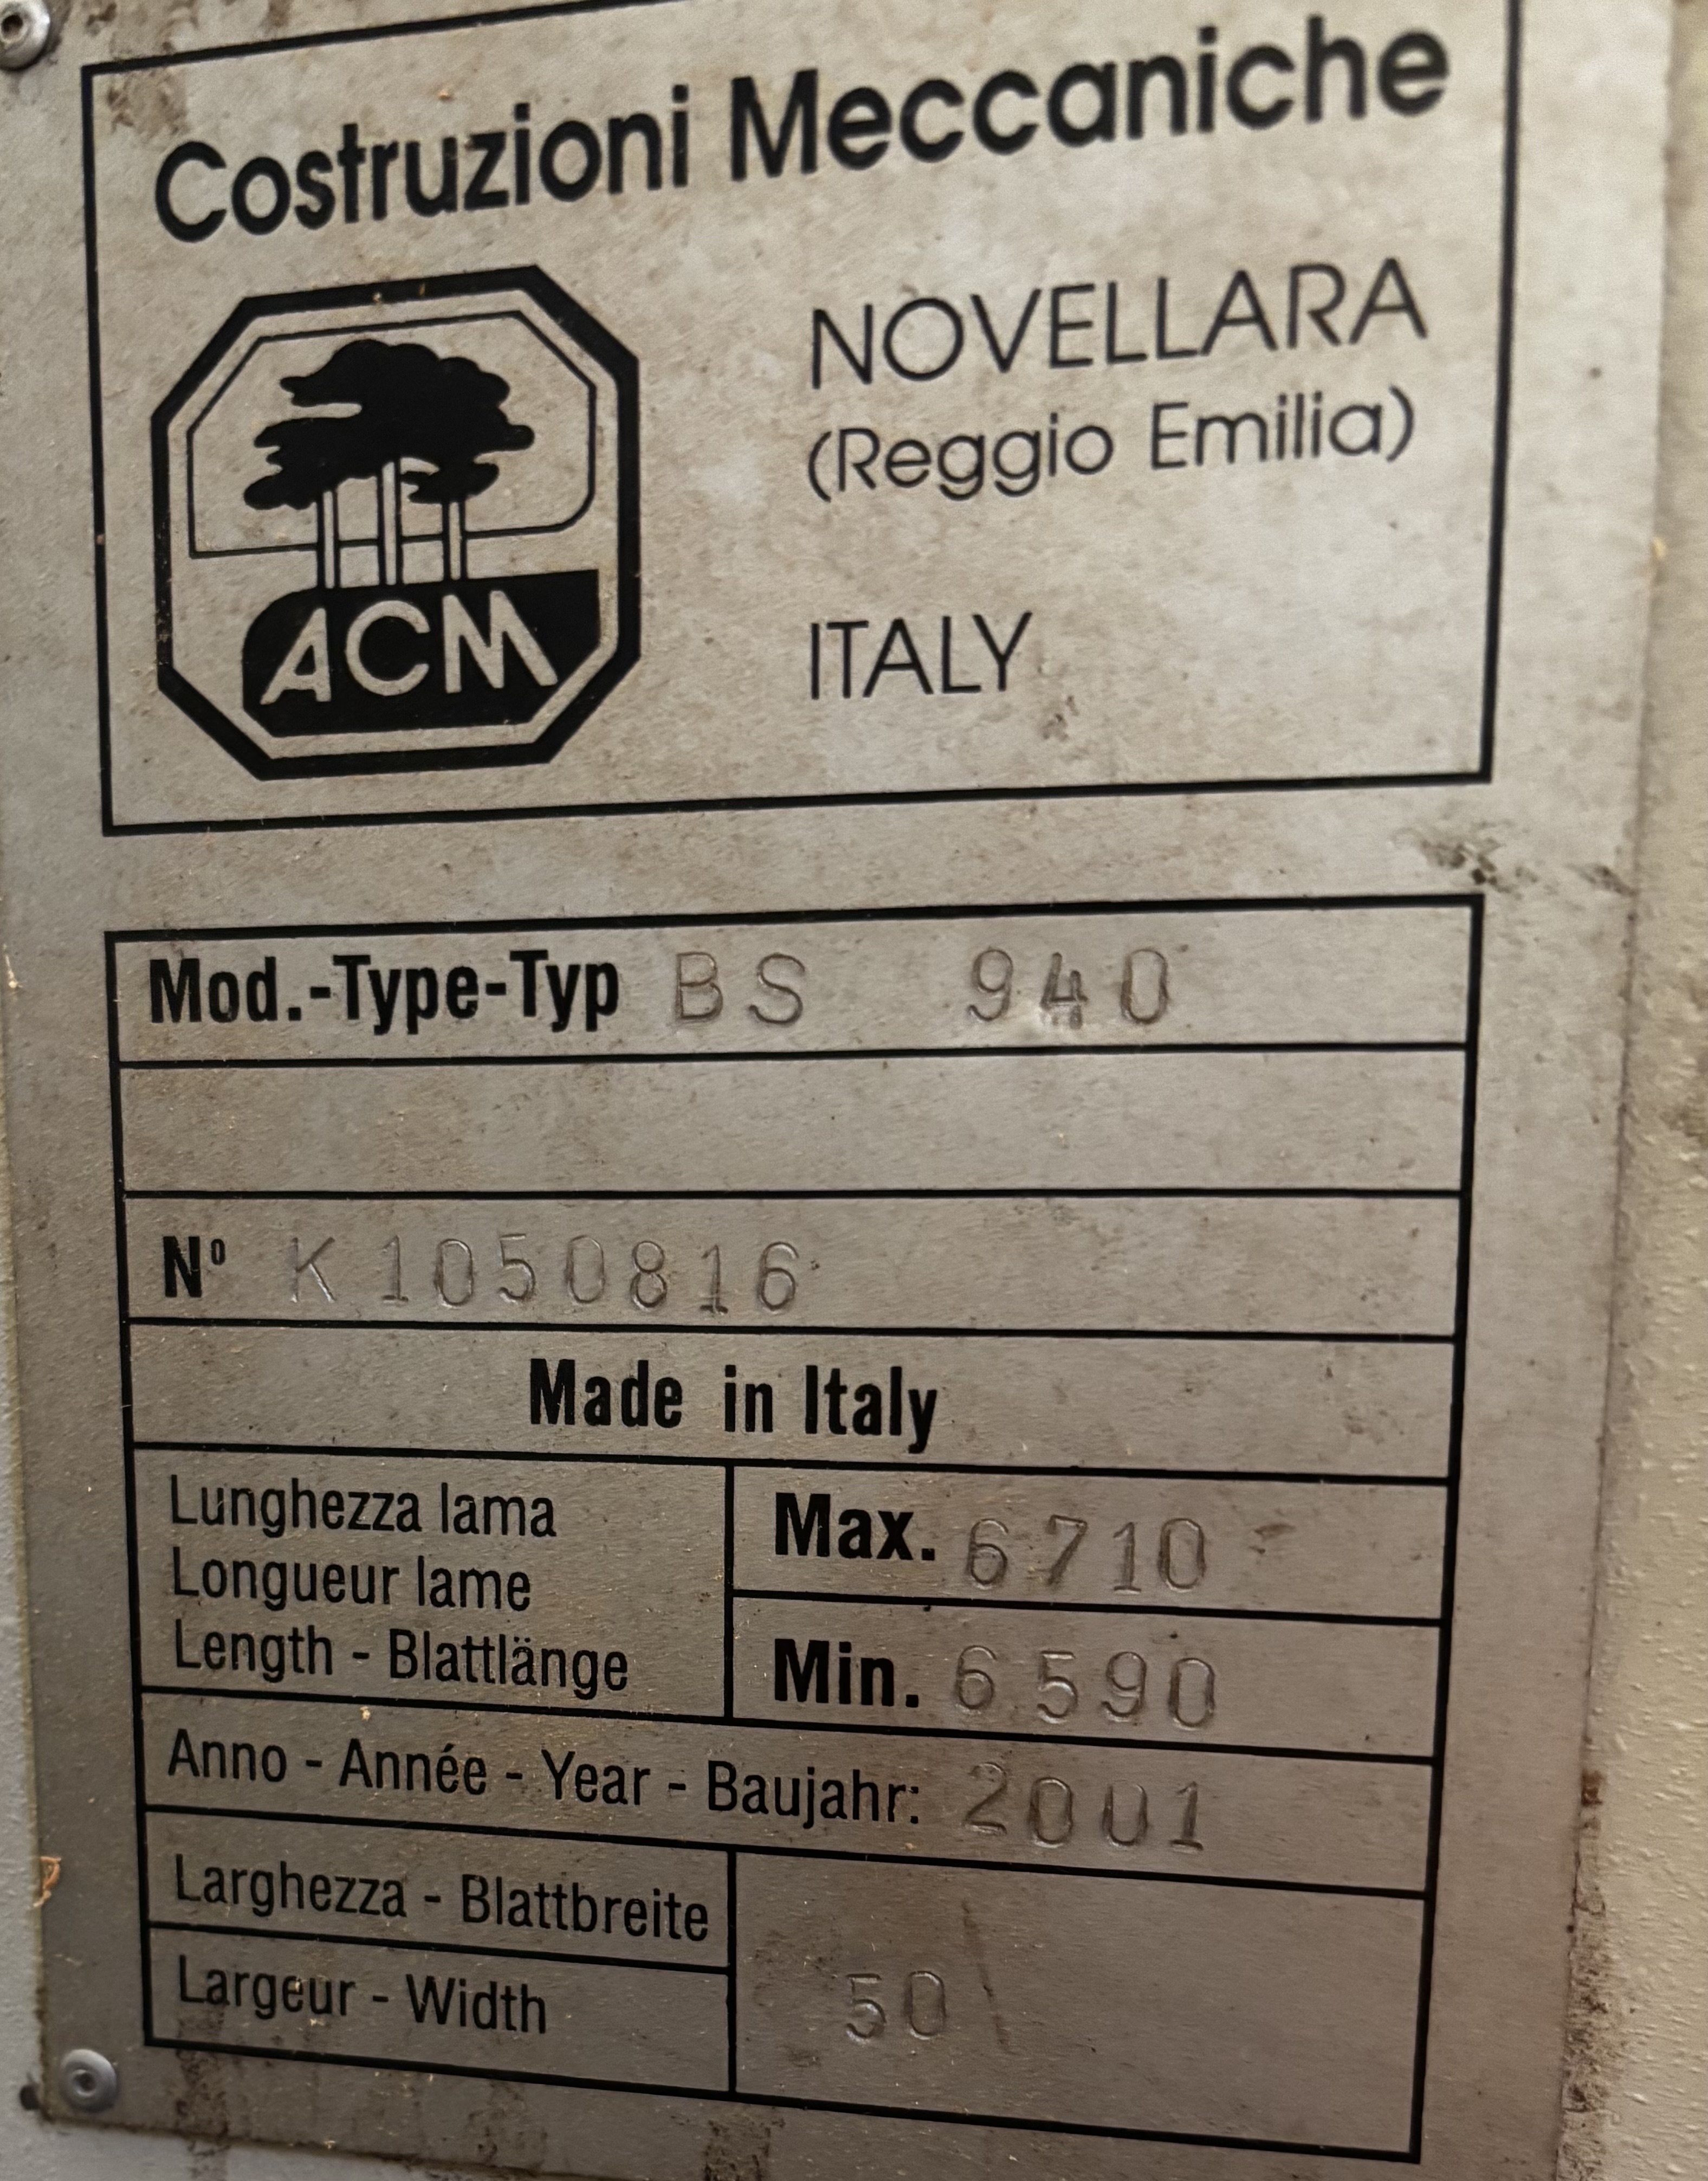 Costruzioni Meccaniche
NOVELLARA
(Reggio Emilia)
ITALY
ACM
Mod.-Type-Typ BS 940
Nº K1050816
Made in Italy
Lunghezza lama
Longueur lame
Length - Blattlänge
Max. 6710
Min. 6590
Anno - Année - Year - Baujahr: 2001
Larghezza - Blattbreite
Largeur - Width
50